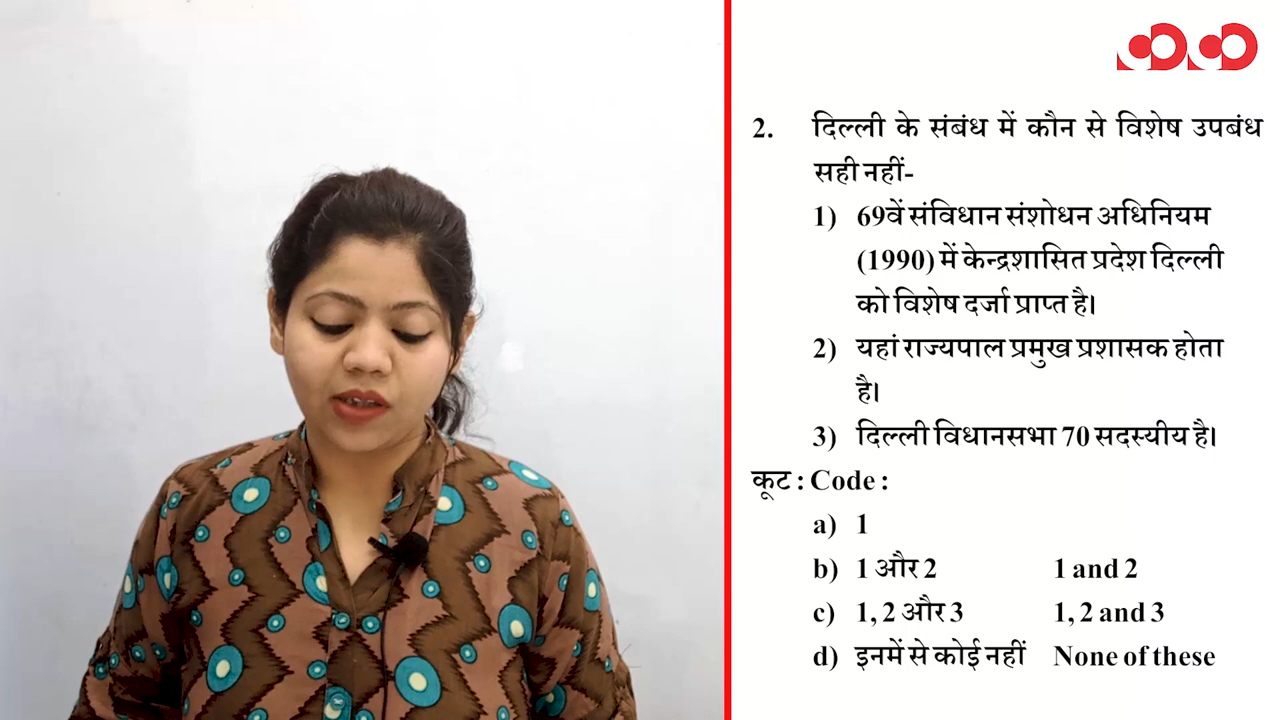 2. दिल्ली के संबंध में कौन से विशेष उपबंध
सही नहीं-
1) 69वें संविधान संशोधन अधिनियम
(1990) में केन्द्रशासित प्रदेश दिल्ली
को विशेष दर्जा प्राप्त है।
2) यहां राज्यपाल प्रमुख प्रशासक होता
है।
3) दिल्ली विधानसभा 70 सदस्यीय है।
कूट : Code :
a) 1
b) 1 और 2 1 and 2
c) 1, 2 और 3 1, 2 and 3
d) इनमें से कोई नहीं None of these